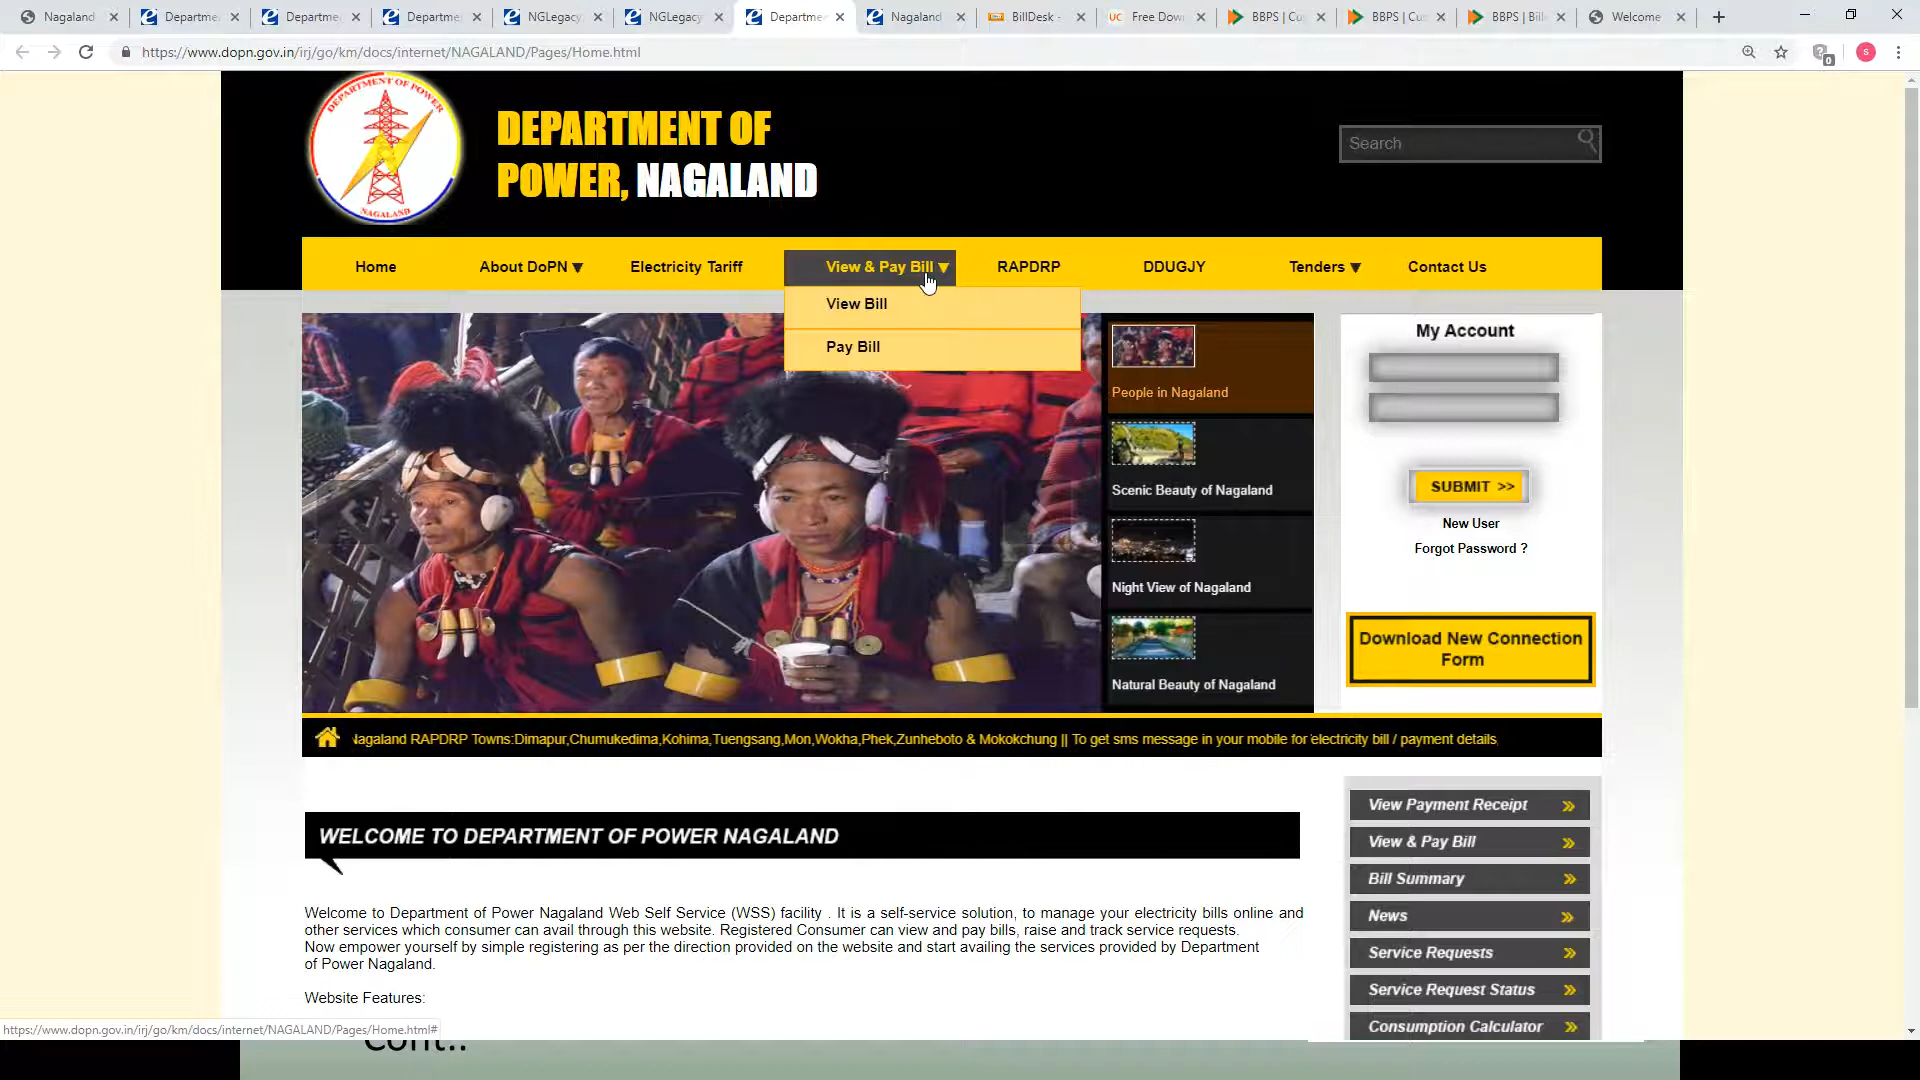 Nagaland
Departme
Departme
Departme
NGLegacy
NGLegacy
Departme
Nagaland
BillDesk -
Free Dow
BBPS | Cu
BBPS | Cu
BBPS | Bill
Welcome
https://www.dopn.gov.in/irj/go/km/docs/internet/NAGALAND/Pages/Home.html
DEPARTMENT OF POWER
NAGALAND
DEPARTMENT OF
POWER, NAGALAND
Search
Home
About DoPN ▼
Electricity Tariff
View & Pay Bill ▼
RAPDRP
DDUGJY
Tenders ▼
Contact Us
View Bill
Pay Bill
People in Nagaland
Scenic Beauty of Nagaland
Night View of Nagaland
Natural Beauty of Nagaland
My Account
SUBMIT >>
New User
Forgot Password ?
Download New Connection
Form
Nagaland RAPDRP Towns:Dimapur,Chumukedima,Kohima,Tuengsang,Mon,Wokha,Phek,Zunheboto & Mokokchung || To get sms message in your mobile for electricity bill / payment details,
WELCOME TO DEPARTMENT OF POWER NAGALAND
Welcome to Department of Power Nagaland Web Self Service (WSS) facility . It is a self-service solution, to manage your electricity bills online and
other services which consumer can avail through this website. Registered Consumer can view and pay bills, raise and track service requests.
Now empower yourself by simple registering as per the direction provided on the website and start availing the services provided by Department
of Power Nagaland.
Website Features:
View Payment Receipt
View & Pay Bill
Bill Summary
News
Service Requests
Service Request Status
Consumption Calculator
https://www.dopn.gov.in/irj/go/km/docs/internet/NAGALAND/Pages/Home.html#
Cont..